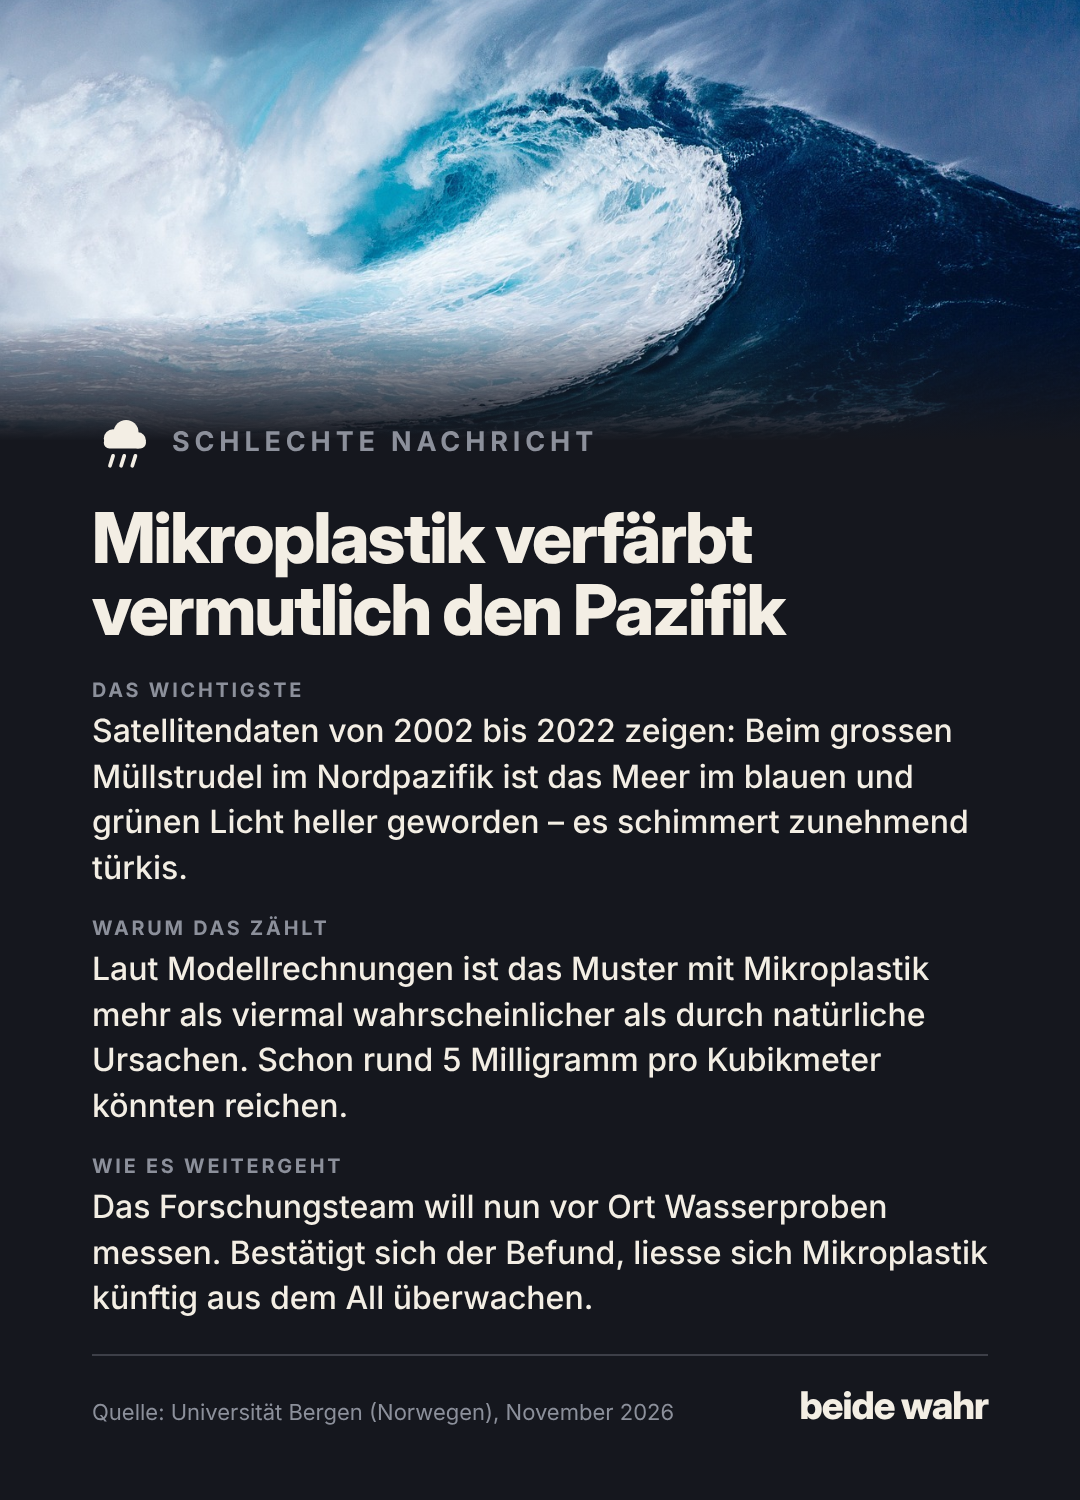 SCHLECHTE NACHRICHT
Mikroplastik verfärbt
vermutlich den Pazifik
DAS WICHTIGSTE
Satellitendaten von 2002 bis 2022 zeigen: Beim grossen
Müllstrudel im Nordpazifik ist das Meer im blauen und
grünen Licht heller geworden – es schimmert zunehmend
türkis.
WARUM DAS ZÄHLT
Laut Modellrechnungen ist das Muster mit Mikroplastik
mehr als viermal wahrscheinlicher als durch natürliche
Ursachen. Schon rund 5 Milligramm pro Kubikmeter
könnten reichen.
WIE ES WEITERGEHT
Das Forschungsteam will nun vor Ort Wasserproben
messen. Bestätigt sich der Befund, liesse sich Mikroplastik
künftig aus dem All überwachen.
Quelle: Universität Bergen (Norwegen), November 2026
beide wahr